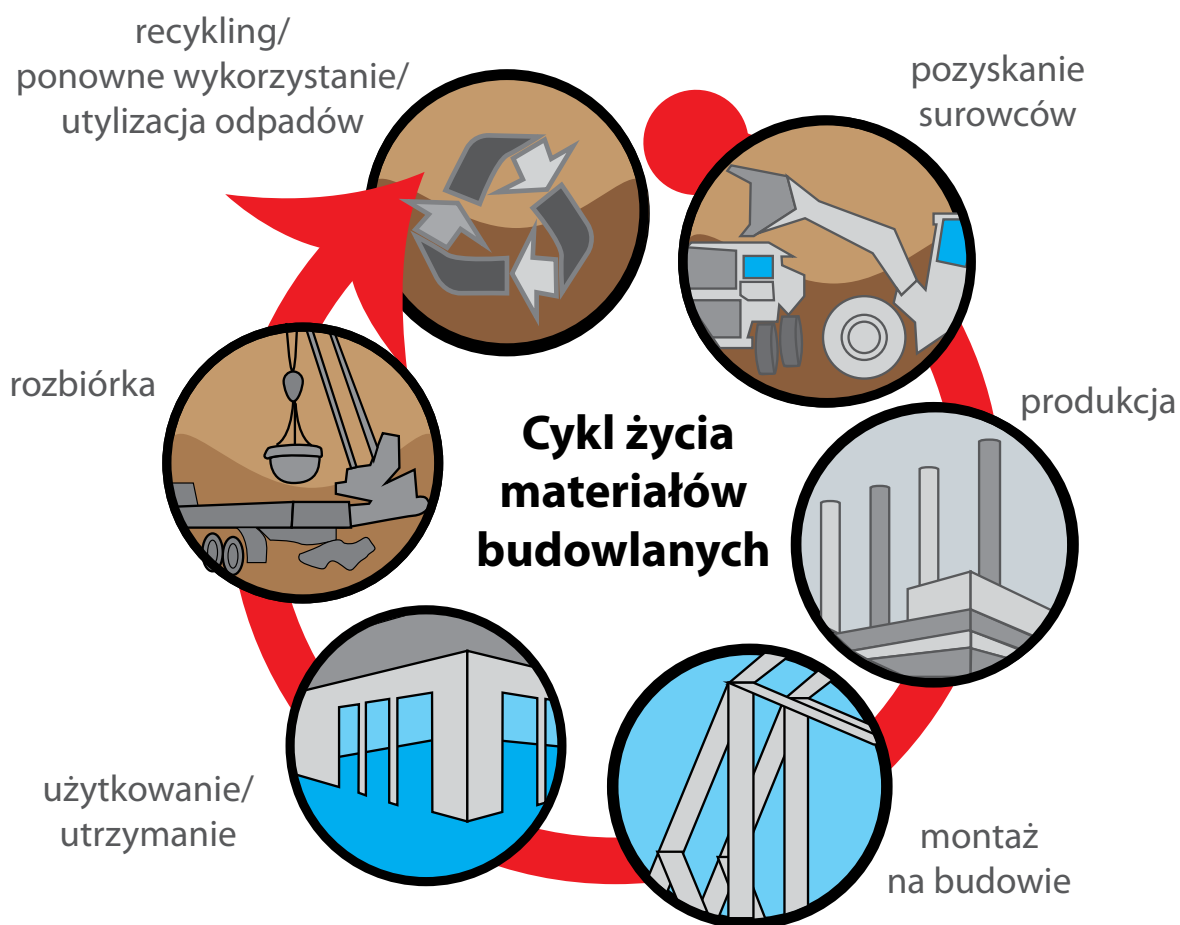 recykling/
ponowne wykorzystanie/
utylizacja odpadów
pozyskanie
surowców
rozbiórka
produkcja
Cykl życia
materiałów
budowlanych
użytkowanie/
utrzymanie
montaż
na budowie